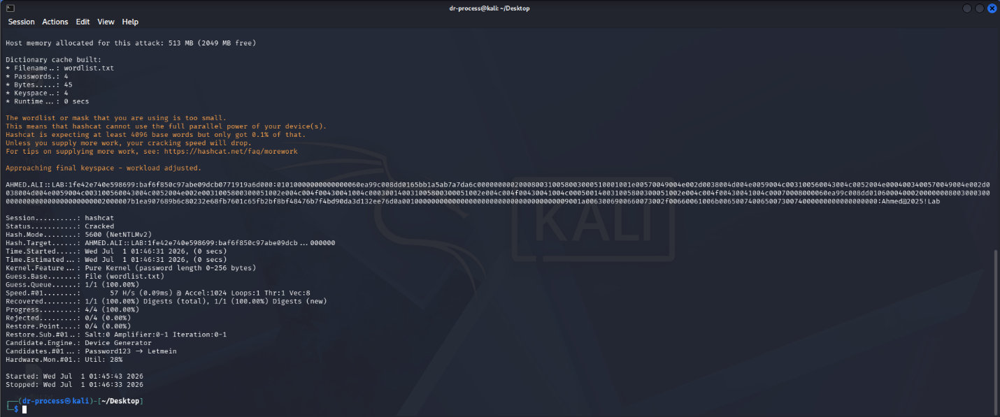 dr-process@kali: ~/Desktop
Session Actions Edit View Help
Host memory allocated for this attack: 513 MB (2049 MB free)
Dictionary cache built:
* Filename..: wordlist.txt
* Passwords.: 4
* Bytes.....: 45
* Keyspace..: 4
* Runtime...: 0 secs
The wordlist or mask that you are using is too small.
This means that hashcat cannot use the full parallel power of your device(s).
Hashcat is expecting at least 4096 base words but only got 0.1% of that.
Unless you supply more work, your cracking speed will drop.
For tips on supplying more work, see: https://hashcat.net/faq/morework
Approaching final keyspace - workload adjusted.
AHMED.ALI::LAB:1fe42e740e598699:baf6f850c97abe09dcb0771919a6d000:
:Ahmed@2025!Lab
Session..........: hashcat
Status...........: Cracked
Hash.Mode........: 5600 (NetNTLMv2)
Hash.Target......: AHMED.ALI::LAB:1fe42e740e598699:baf6f850c97abe09dcb...000000
Time.Started.....: Wed Jul  1 01:46:31 2026, (0 secs)
Time.Estimated...: Wed Jul  1 01:46:31 2026, (0 secs)
Kernel.Feature...: Pure Kernel (password length 0-256 bytes)
Guess.Base.......: File (wordlist.txt)
Guess.Queue......: 1/1 (100.00%)
Speed.#01........:       57 H/s (0.09ms) @ Accel:1024 Loops:1 Thr:1 Vec:8
Recovered........: 1/1 (100.00%) Digests (total), 1/1 (100.00%) Digests (new)
Progress.........: 4/4 (100.00%)
Rejected.........: 0/4 (0.00%)
Restore.Point....: 0/4 (0.00%)
Restore.Sub.#01..: Salt:0 Amplifier:0-1 Iteration:0-1
Candidate.Engine.: Device Generator
Candidates.#01...: Password123 -> Letmein
Hardware.Mon.#01.: Util: 28%
Started: Wed Jul  1 01:45:43 2026
Stopped: Wed Jul  1 01:46:33 2026
KALI
┌──(dr-process㉿kali)-[~/Desktop]
└─$